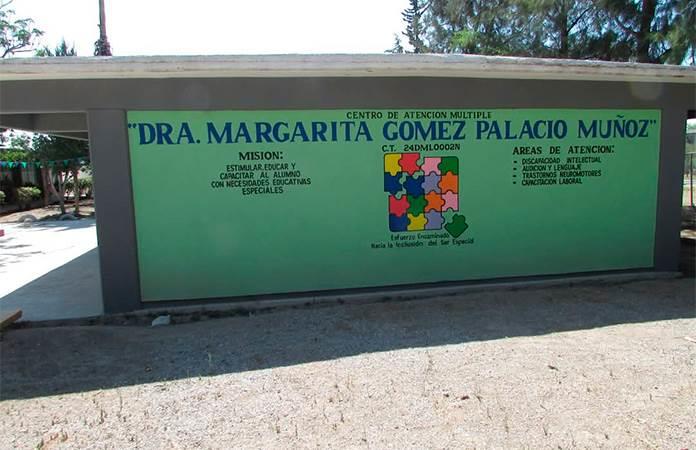 CENTRO DE ATENCION MULTIPLE
"DRA. MARGARITA GOMEZ PALACIO MUÑOZ"
C.T. 24DML0002N
MISION:
ESTIMULAR, EDUCAR Y
CAPACITAR AL ALUMNO
CON NECESIDADES EDUCATIVAS
ESPECIALES
AREAS DE ATENCION:
• DISCAPACIDAD INTELECTUAL
• AUDICION Y LENGUAJE
• TRASTORNOS NEUROMOTORES
• CAPACITACION LABORAL
Esfuerzo Encaminado
Hacia la Inclusión del Ser Especial